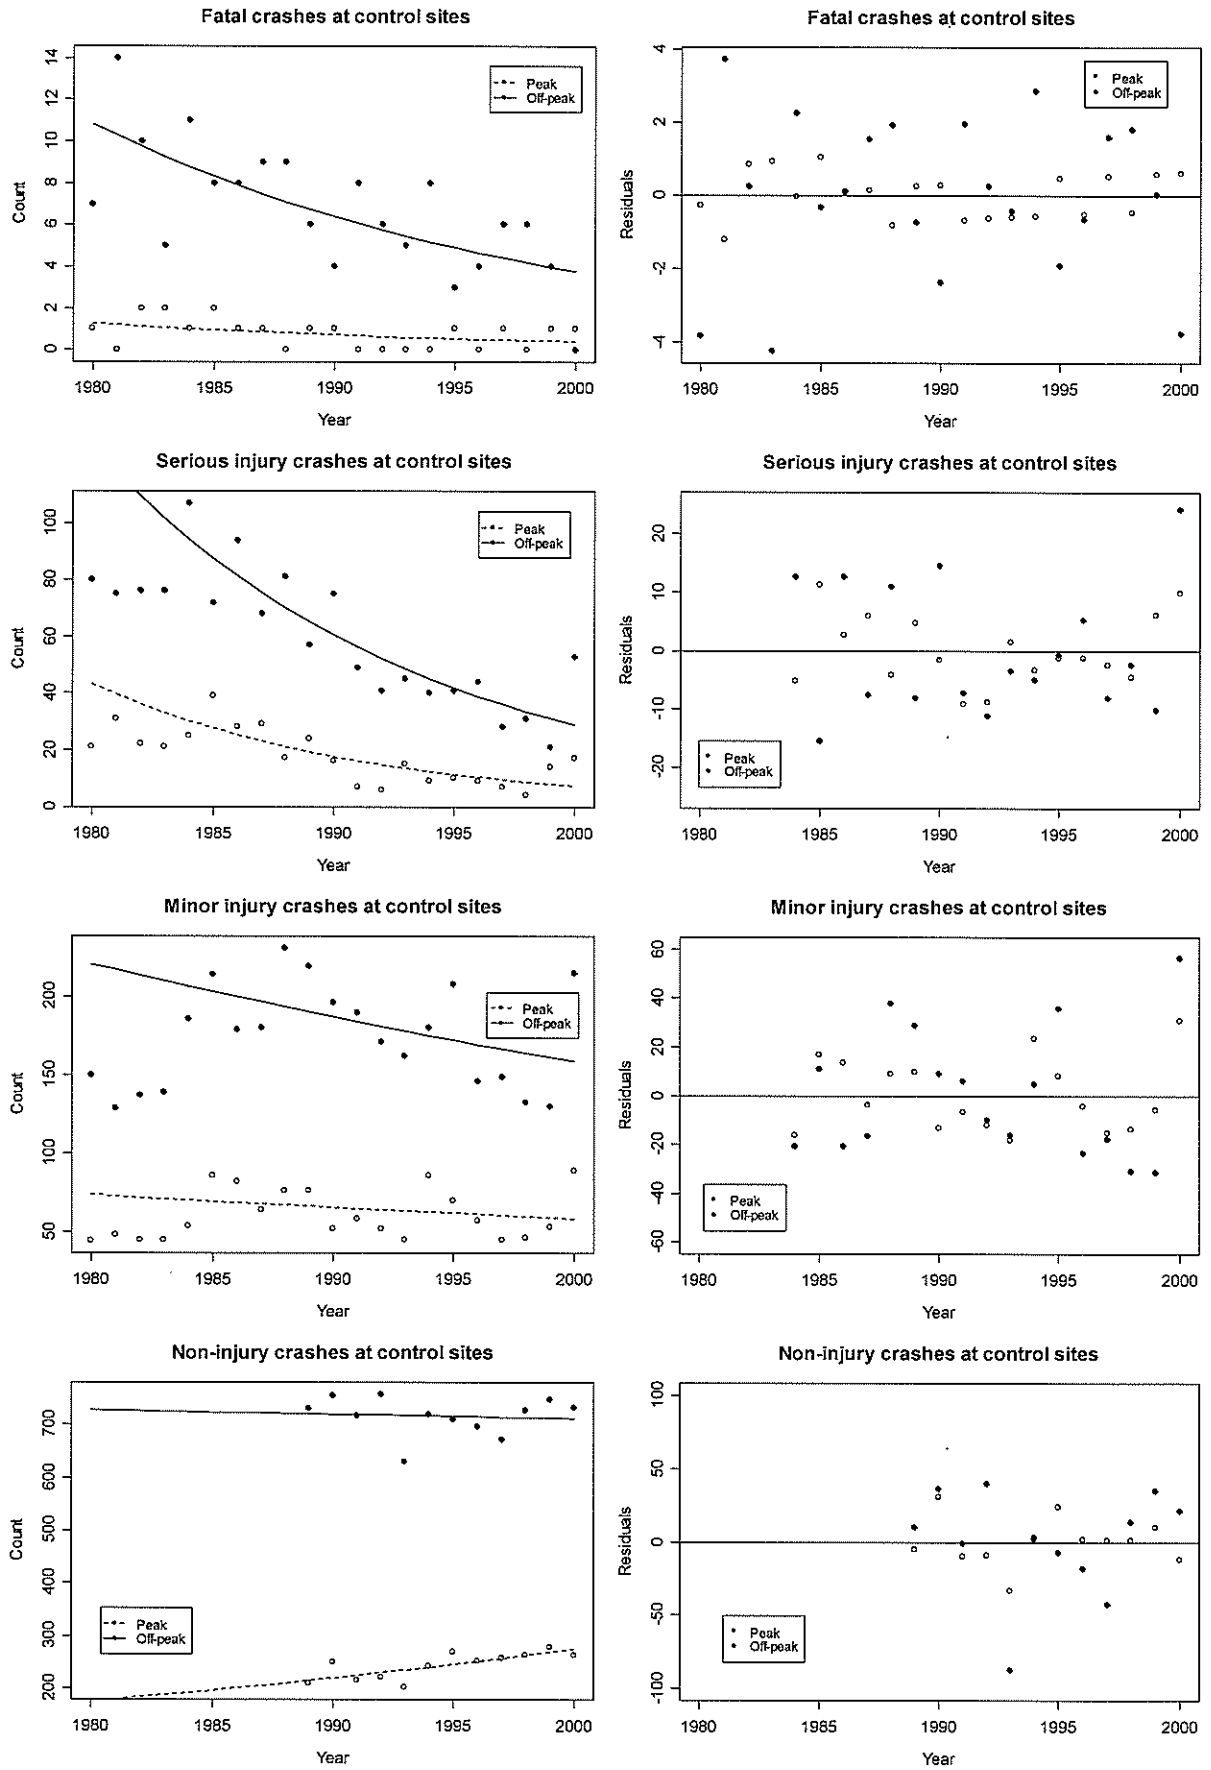 Fatal crashes at control sites
Count
14
12
10
8
6
4
2
0
Peak
Off-peak
1980
1985
1990
1995
2000
Year
Fatal crashes at control sites
Residuals
4
2
0
-2
4
Peak
Off-peak
1980
1985
1990
1995
2000
Year
Serious injury crashes at control sites
Count
100
80
60
40
20
0
Peak
Off-peak
1980
1985
1990
1995
2000
Year
Serious injury crashes at control sites
Residuals
20
10
0
-10
-20
Peak
Off-peak
1980
1985
1990
1995
2000
Year
Minor injury crashes at control sites
Count
200
150
100
50
Peak
Off-peak
1980
1985
1990
1995
2000
Year
Minor injury crashes at control sites
Residuals
60
40
20
0
-20
-40
-60
Peak
Off-peak
1980
1985
1990
1995
2000
Year
Non-injury crashes at control sites
Count
700
600
500
400
300
200
Peak
Off-peak
1980
1985
1990
1995
2000
Year
Non-injury crashes at control sites
Residuals
100
50
0
-50
-100
Peak
Off-peak
1980
1985
1990
1995
2000
Year